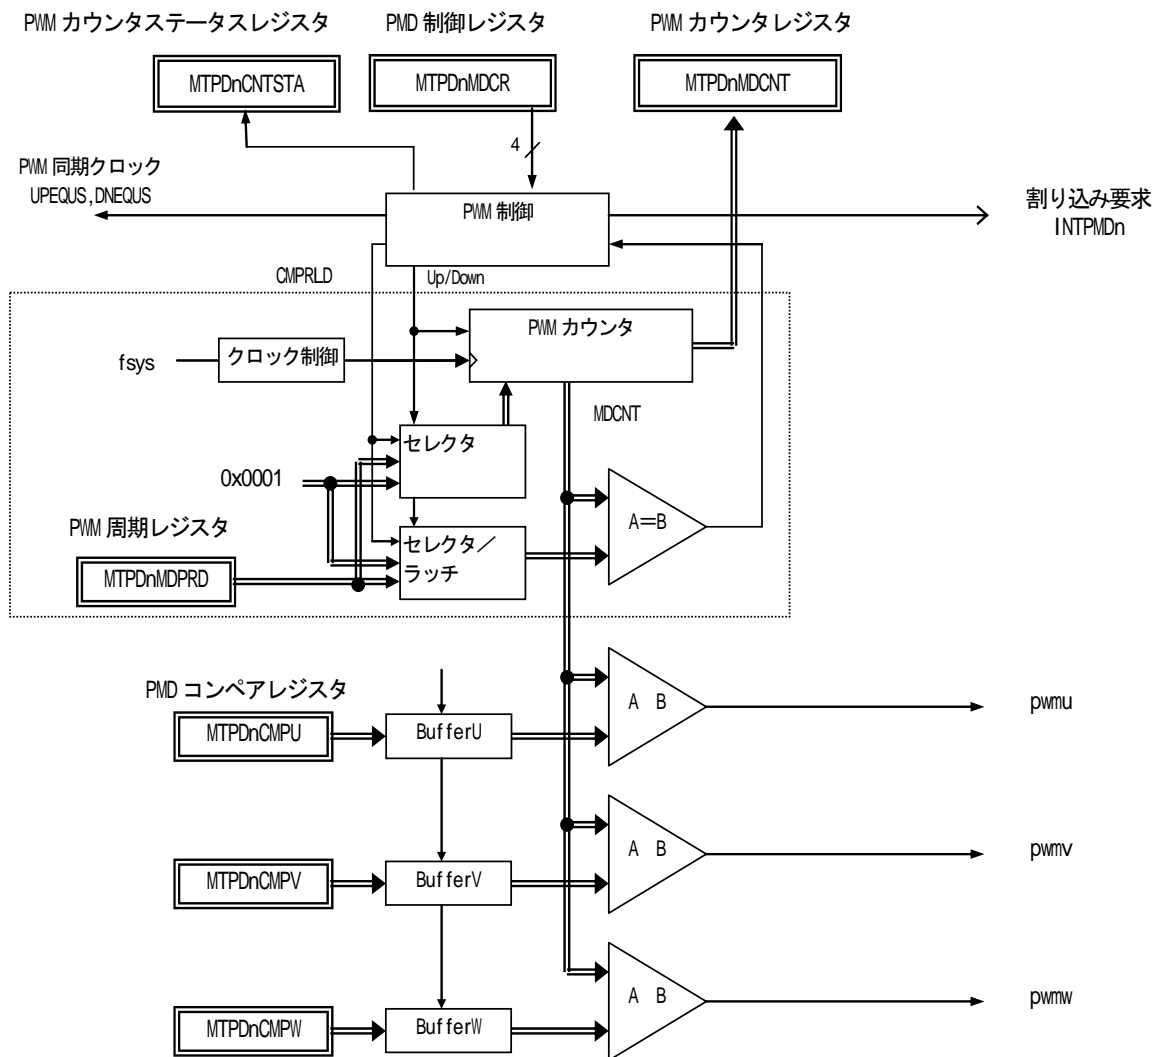 PWM カウンタステータスレジスタ
PMD 制御レジスタ
PWM カウンタレジスタ
MTPDnCNTSTA
MTPDnMDCR
MTPDnMDCNT
4
PWM 同期クロック
UPEQUS,DNEQUS
PWM 制御
割り込み要求
INTPMDn
CMPRLD
Up/Down
PWM カウンタ
fsys
クロック制御
MDCNT
セレクタ
0x0001
A=B
PWM 周期レジスタ
セレクタ/
ラッチ
MTPDnMDPRD
PMD コンペアレジスタ
MTPDnCMPU
BufferU
A B
pwmu
MTPDnCMPV
BufferV
A B
pwmv
MTPDnCMPW
BufferW
A B
pwmw